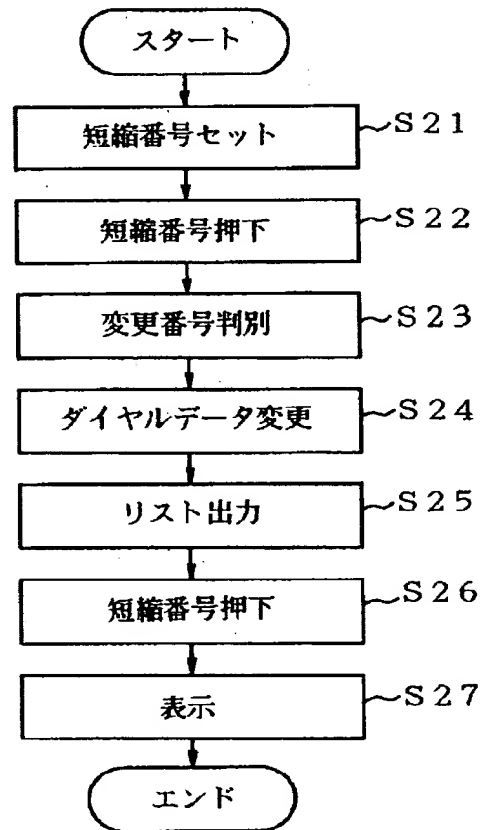 スタート
短縮番号セット ～S21
短縮番号押下 ～S22
変更番号判別 ～S23
ダイヤルデータ変更 ～S24
リスト出力 ～S25
短縮番号押下 ～S26
表示 ～S27
エンド